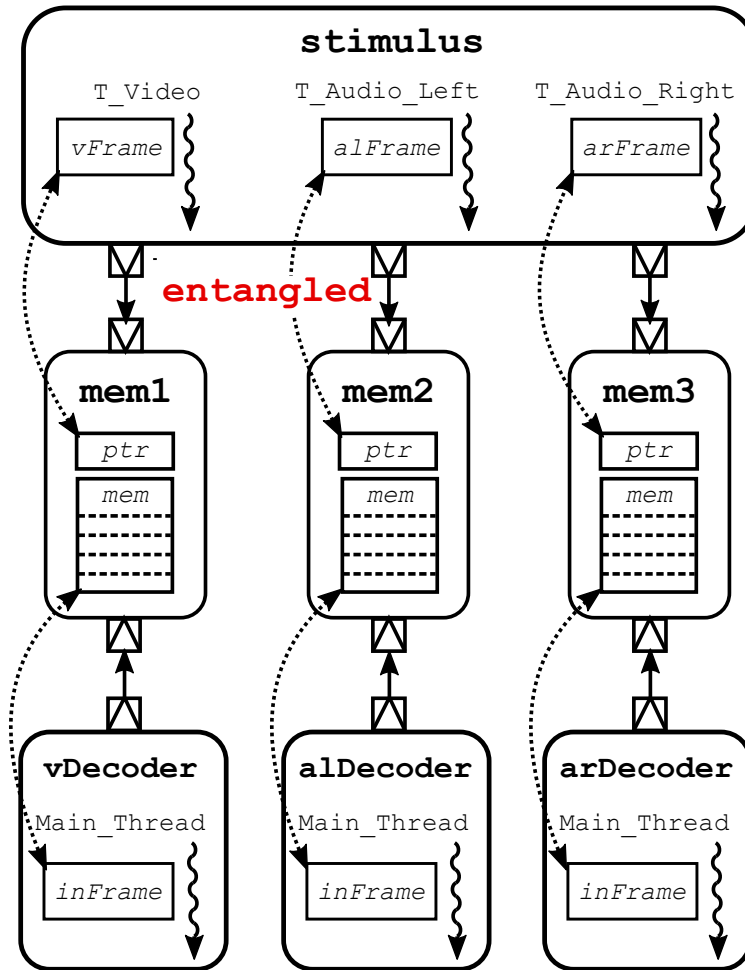 stimulus
T_Video T_Audio_Left T_Audio_Right
vFrame alFrame arFrame
entangled
mem1 mem2 mem3
ptr ptr ptr
mem mem mem
vDecoder alDecoder arDecoder
Main_Thread Main_Thread Main_Thread
inFrame inFrame inFrame